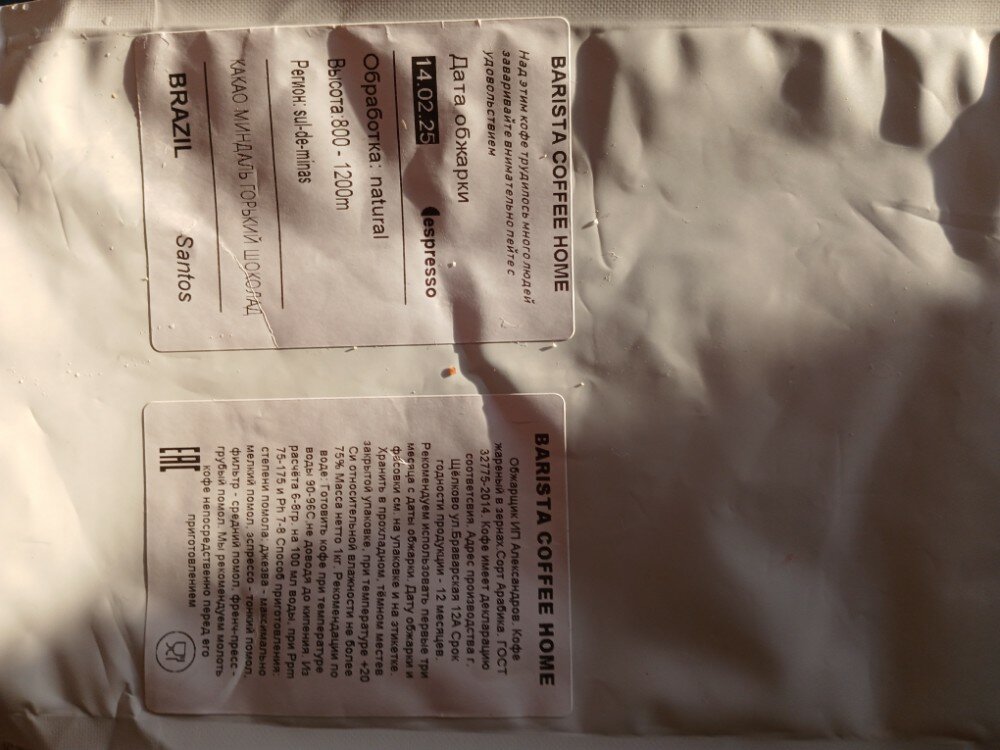 BARISTA COFFEE HOME
Над этим кофе трудилось много людей
заваривайте внимательно пейте с
удовольствием
Дата обжарки
14.02.25 espresso
Обработка: natural
Высота:800 - 1200m
Регион: sul-de-minas
КАКАО МИНДАЛЬ ГОРЬКИЙ ШОКОЛАД
BRAZIL Santos
BARISTA COFFEE HOME
Обжарщик ИП Александров. Кофе
жареный в зернах.Сорт Арабика. ГОСТ
32775-2014. Кофе имеет декларацию
соответсвия. Адрес производства г.
Щёлково ул.Браварская 12А Срок
годности продукции - 12 месяцев.
Рекомендуем использовать первые три
месяца с даты обжарки. Дату обжарки и
фасовки см. на упаковке и на этикетке.
Хранить в прохладном, тёмном местев
закрытой упаковке, при температуре +20
Си относительной влажности не более
75% Масса нетто 1кг. Рекомендации по
воде: Готовить кофе при температуре
воды 90-96С не доводя до кипения. Из
расчёта 6-8гр. на 100 мл воды, при Ppm
75-175 и Ph 7-8 Способ приготовления:
степени помола: джезва - максимально
мелкий помол, эспрессо - тонкий помол,
фильтр - средний помол, френч-пресс -
грубый помол. Мы рекомендуем молоть
кофе непосредственно перед его
приготовлением
EAC